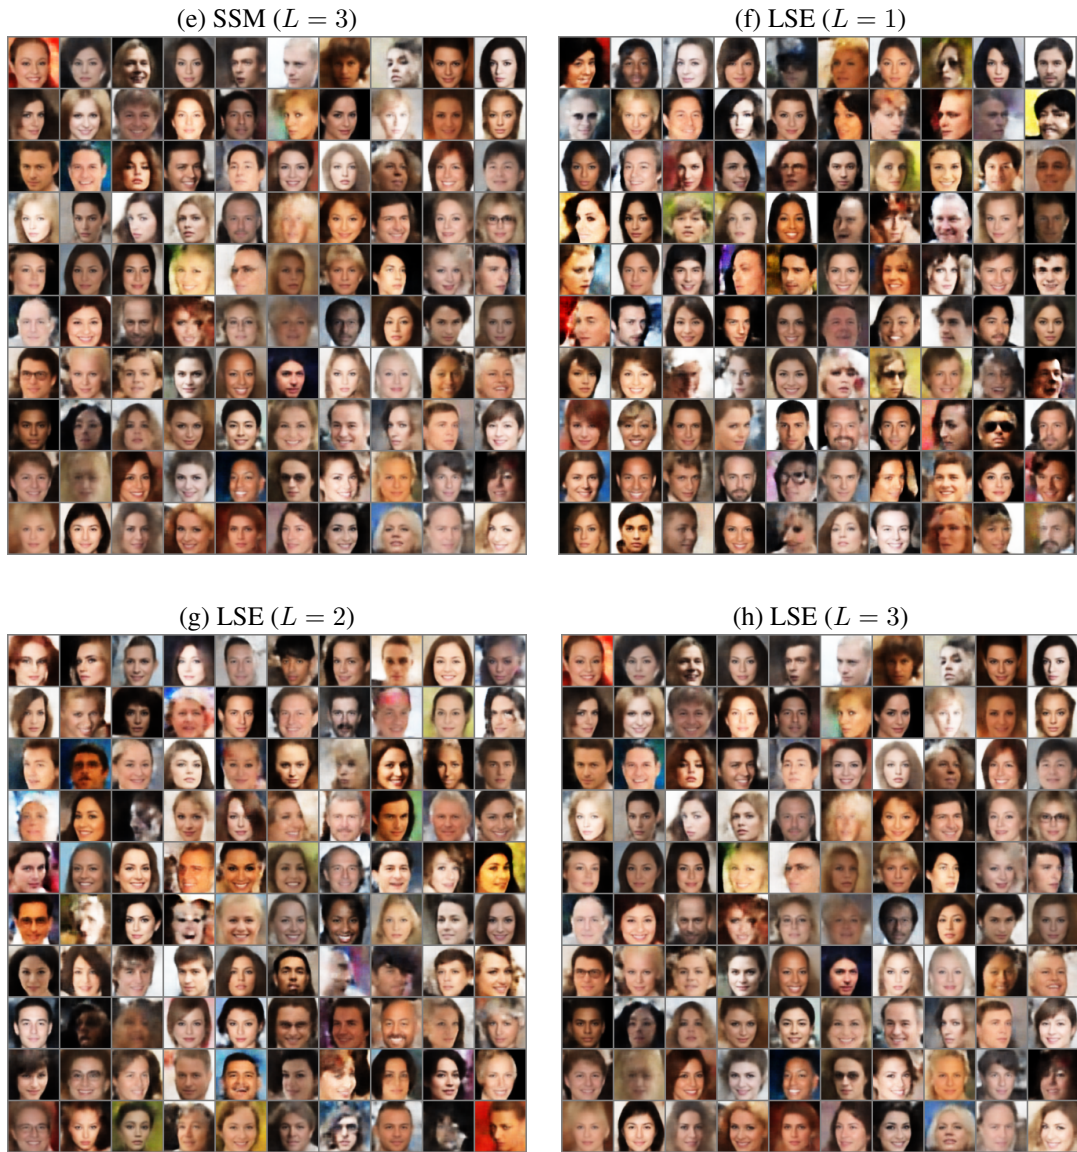 (e) SSM (L = 3)
(f) LSE (L = 1)
(g) LSE (L = 2)
(h) LSE (L = 3)